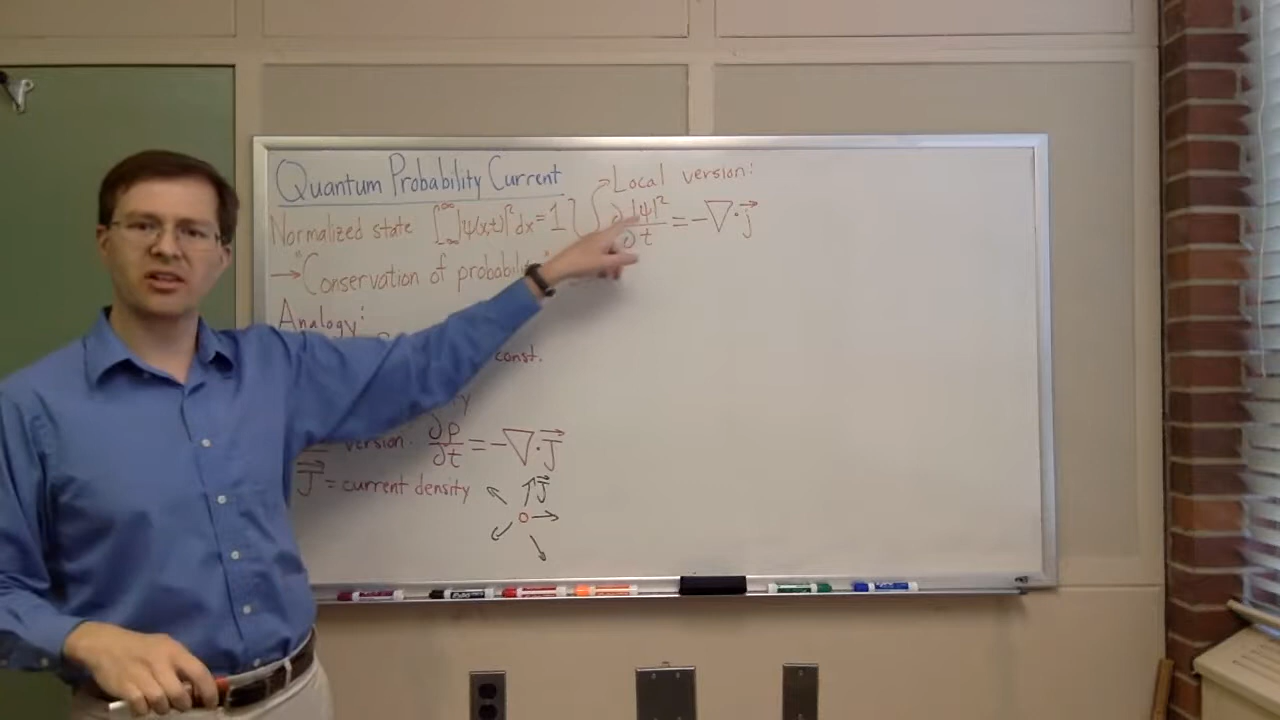 Quantum Probability Current
Normalized state ∫_{-∞}^{+∞} |ψ(x,t)|² dx = 1
→ "Conservation of probability"
Analogy:
const.
version: ∂ρ/∂t = -∇·J⃗
J⃗ = current density
J⃗
Local version:
∂|ψ|²/∂t = -∇·j⃗